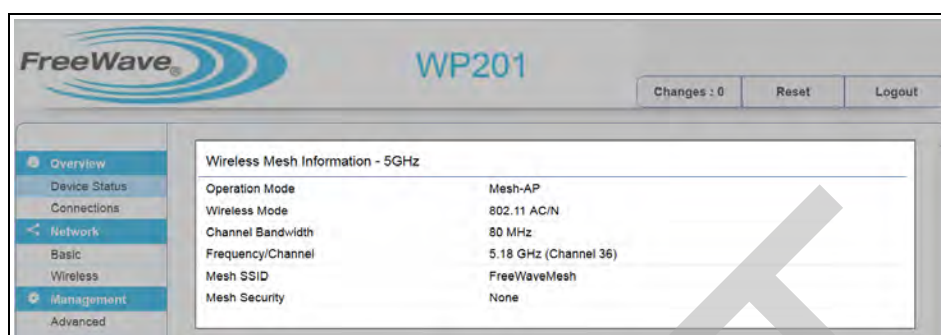 FreeWave®
WP201
Changes : 0 Reset Logout
Overview
Device Status
Connections
Network
Basic
Wireless
Management
Advanced
Wireless Mesh Information - 5GHz
Operation Mode Mesh-AP
Wireless Mode 802.11 AC/N
Channel Bandwidth 80 MHz
Frequency/Channel 5.18 GHz (Channel 36)
Mesh SSID FreeWaveMesh
Mesh Security None